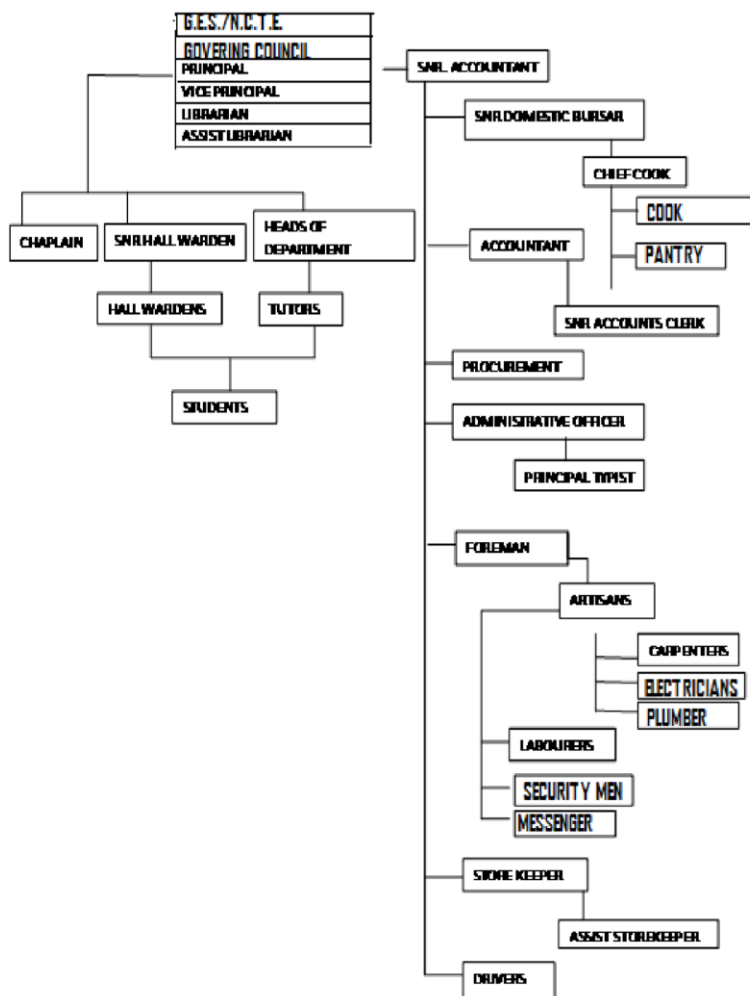 G.E.S./N.C.T.E.
GOVERING COUNCIL
PRINCIPAL
VICE PRINCIPAL
LIBRARIAN
ASSIST LIBRARIAN
SNR. ACCOUNTANT
SNR DOMESTIC BURSAR
CHIEF COOK
COOK
PANTRY
CHAPLAIN
SNR HALL WARDEN
HEADS OF
DEPARTMENT
HALL WARDENS
TUTORS
STUDENTS
ACCOUNTANT
SNR ACCOUNTS CLERK
PROCUREMENT
ADMINISTRATIVE OFFICER
PRINCIPAL TYPIST
FOREMAN
ARTISANS
CARPENTERS
ELECTRICIANS
PLUMBER
LABOURERS
SECURITY MEN
MESSENGER
STORE KEEPER
ASSIST STOREKEEPER
DRIVERS